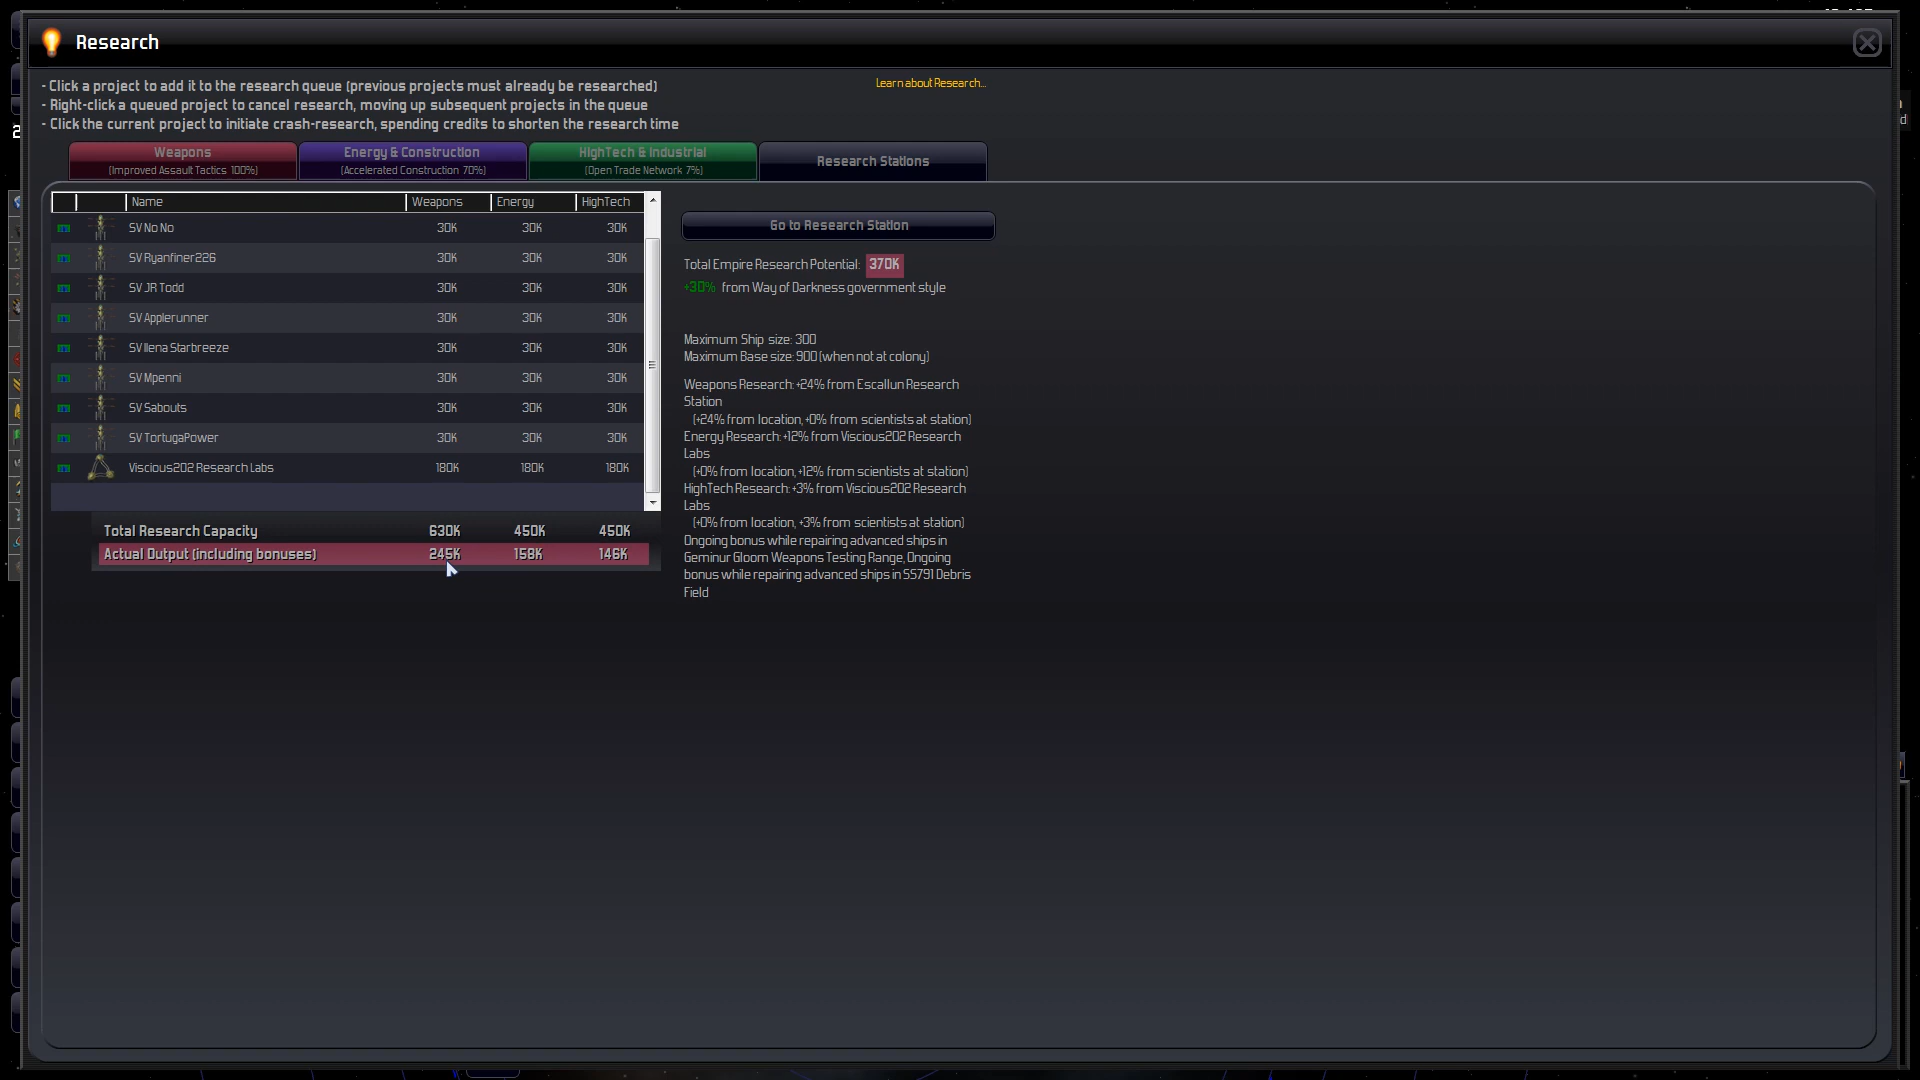 Research
- Click a project to add it to the research queue (previous projects must already be researched)
- Right-click a queued project to cancel research, moving up subsequent projects in the queue
- Click the current project to initiate crash-research, spending credits to shorten the research time
Learn about Research...
Weapons
(Improved Assault Tactics 100%)
Energy & Construction
(Accelerated Construction 70%)
HighTech & Industrial
(Open Trade Network 7%)
Research Stations
Name Weapons Energy HighTech
SV No No 30K 30K 30K
SV Ryanfiner226 30K 30K 30K
SV JR Todd 30K 30K 30K
SV Applerunner 30K 30K 30K
SV Ilena Starbreeze 30K 30K 30K
SV Mpenni 30K 30K 30K
SV Sabouts 30K 30K 30K
SV TortugaPower 30K 30K 30K
Viscious202 Research Labs 180K 180K 180K
Total Research Capacity 630K 450K 450K
Actual Output (including bonuses) 245K 158K 146K
Go to Research Station
Total Empire Research Potential: 370K
+30% from Way of Darkness government style
Maximum Ship size: 300
Maximum Base size: 900 (when not at colony)
Weapons Research: +24% from Escallun Research
Station
(+24% from location, +0% from scientists at station)
Energy Research: +12% from Viscious202 Research
Labs
(+0% from location, +12% from scientists at station)
HighTech Research: +3% from Viscious202 Research
Labs
(+0% from location, +3% from scientists at station)
Ongoing bonus while repairing advanced ships in
Geminur Gloom Weapons Testing Range, Ongoing
bonus while repairing advanced ships in SS791 Debris
Field